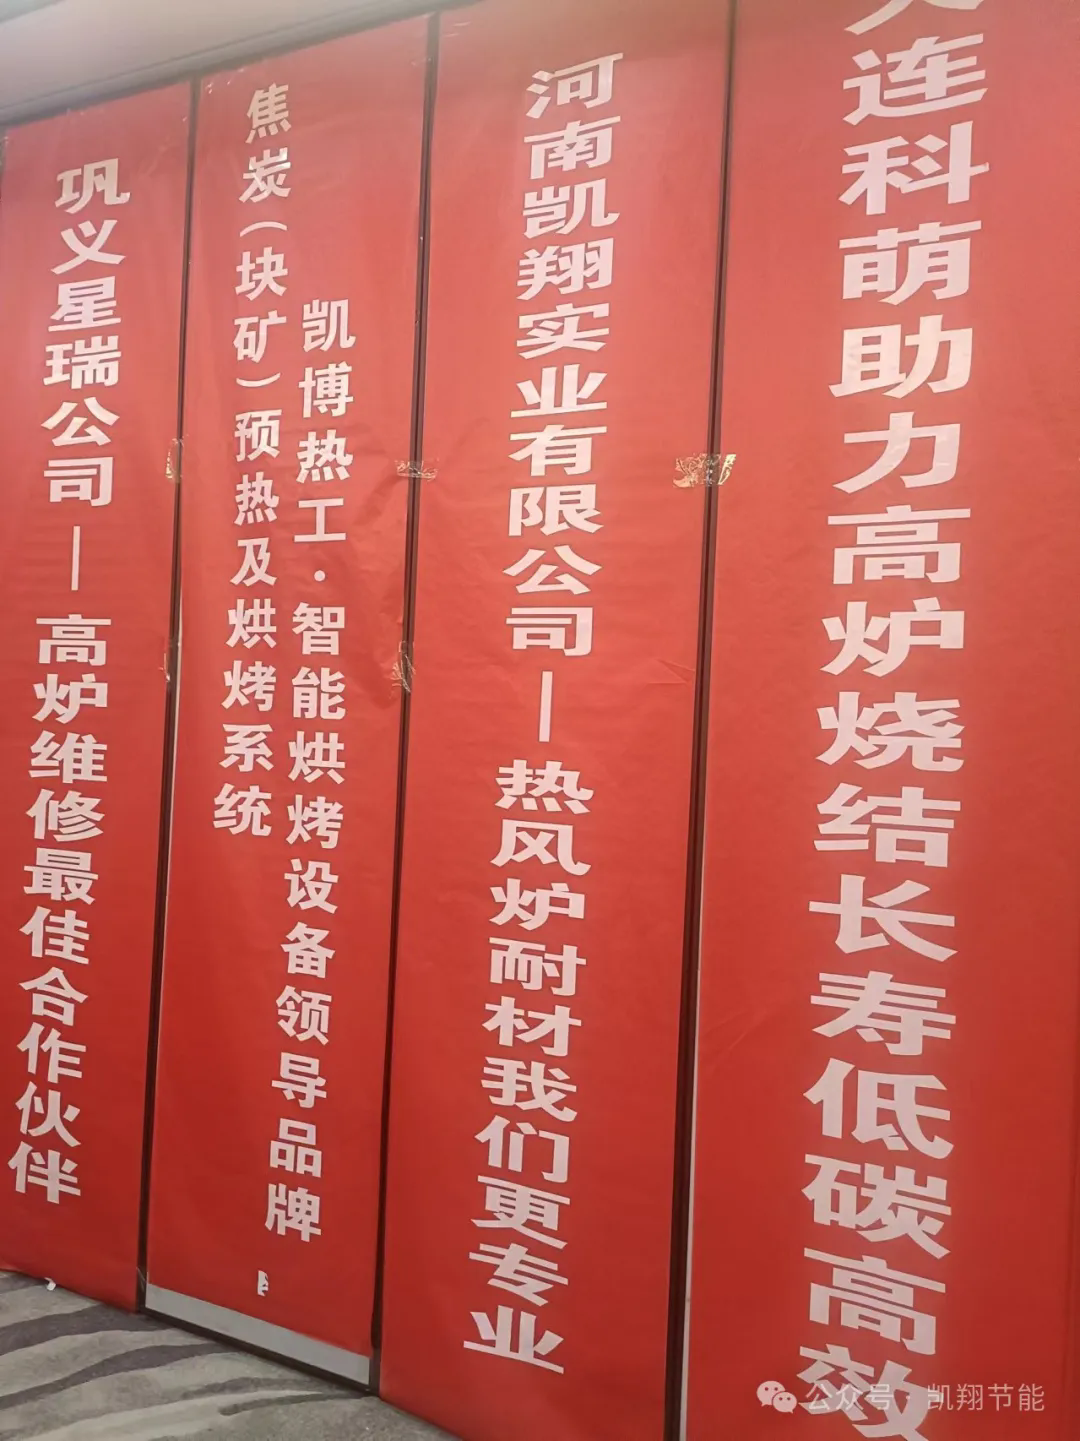 巩义星瑞公司—高炉维修最佳合作伙伴
凯博热工·智能烘烤设备领导品牌
焦炭(块矿)预热及烘烤系统
河南凯翔实业有限公司—热风炉耐材我们更专业
大连科萌助力高炉烧结长寿低碳高效
公众号·凯翔节能